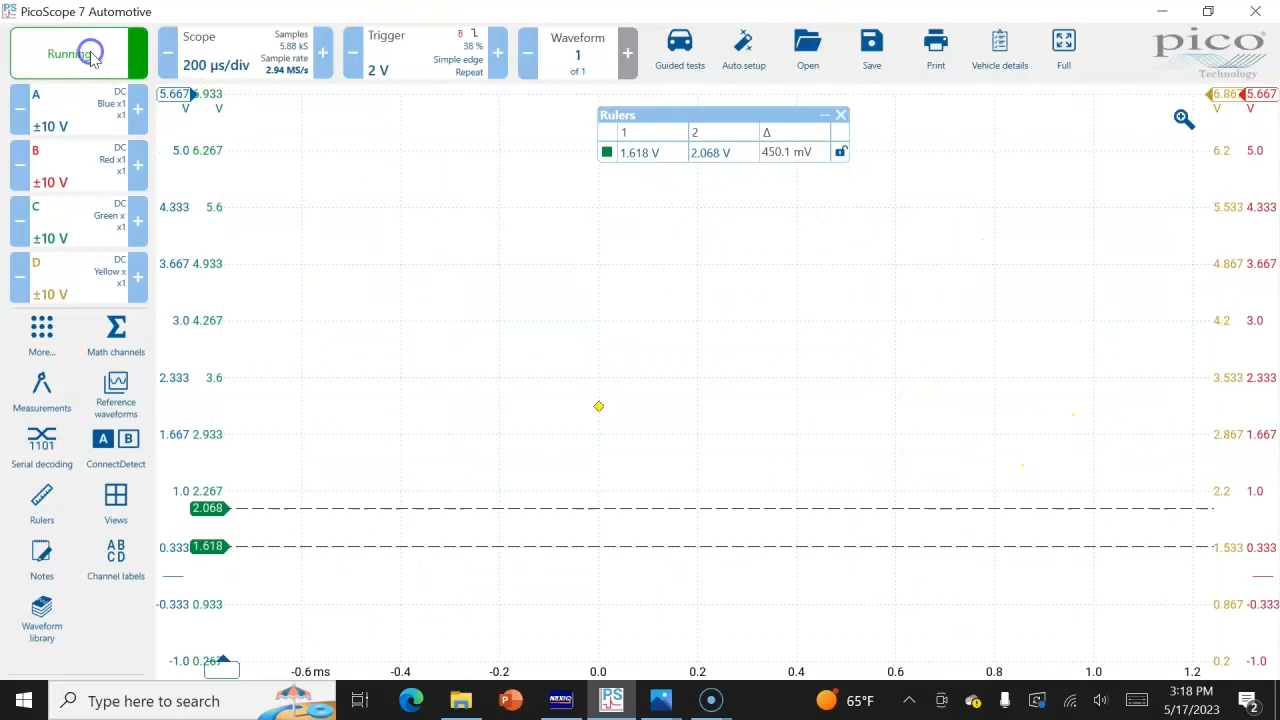 PicoScope 7 Automotive
Running
Scope
200 µs/div
Samples
5.88 kS
Sample rate
2.94 MS/s
Trigger
2 V
B
38 %
Simple edge
Repeat
Waveform
1
of 1
Guided tests
Auto setup
Open
Save
Print
Vehicle details
Full
pico
Technology
A
DC
Blue x1
x1
±10 V
B
DC
Red x1
x1
±10 V
C
DC
Green x
x1
±10 V
D
DC
Yellow x
x1
±10 V
More...
Math channels
Measurements
Reference waveforms
1101
Serial decoding
A B
ConnectDetect
Rulers
Views
Notes
AB
CD
Channel labels
Waveform library
Rulers
1 2 Δ
1.618 V 2.068 V 450.1 mV
5.667 6.933 6.867 5.667
V V V V
5.0 6.267 6.2 5.0
4.333 5.6 5.533 4.333
3.667 4.933 4.867 3.667
3.0 4.267 4.2 3.0
2.333 3.6 3.533 2.333
1.667 2.933 2.867 1.667
1.0 2.267 2.2 1.0
2.068
0.333 1.618 1.533 0.333
-0.333 0.933 0.867 -0.333
-1.0 0.267 0.2 -1.0
-0.6 ms -0.4 -0.2 0.0 0.2 0.4 0.6 0.8 1.0 1.2
Type here to search
NEXIQ
PS
65°F
3:18 PM
5/17/2023
2